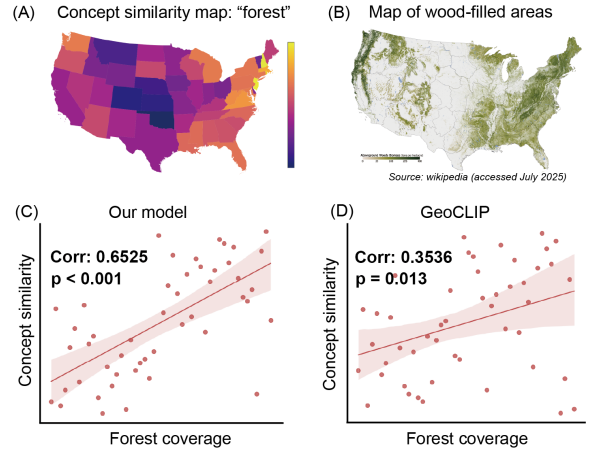 (A) Concept similarity map: “forest”
(B) Map of wood-filled areas
Source: wikipedia (accessed July 2025)
(C) Our model
Corr: 0.6525
p < 0.001
Concept similarity
Forest coverage
(D) GeoCLIP
Corr: 0.3536
p = 0.013
Concept similarity
Forest coverage